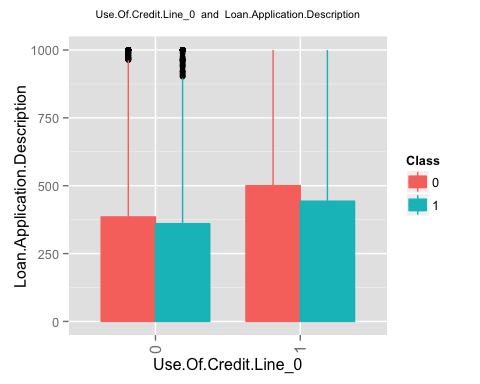 Use.Of.Credit.Line_0 and Loan.Application.Description
1000
750
500
250
0
Loan.Application.Description
0
1
Use.Of.Credit.Line_0
Class
0
1